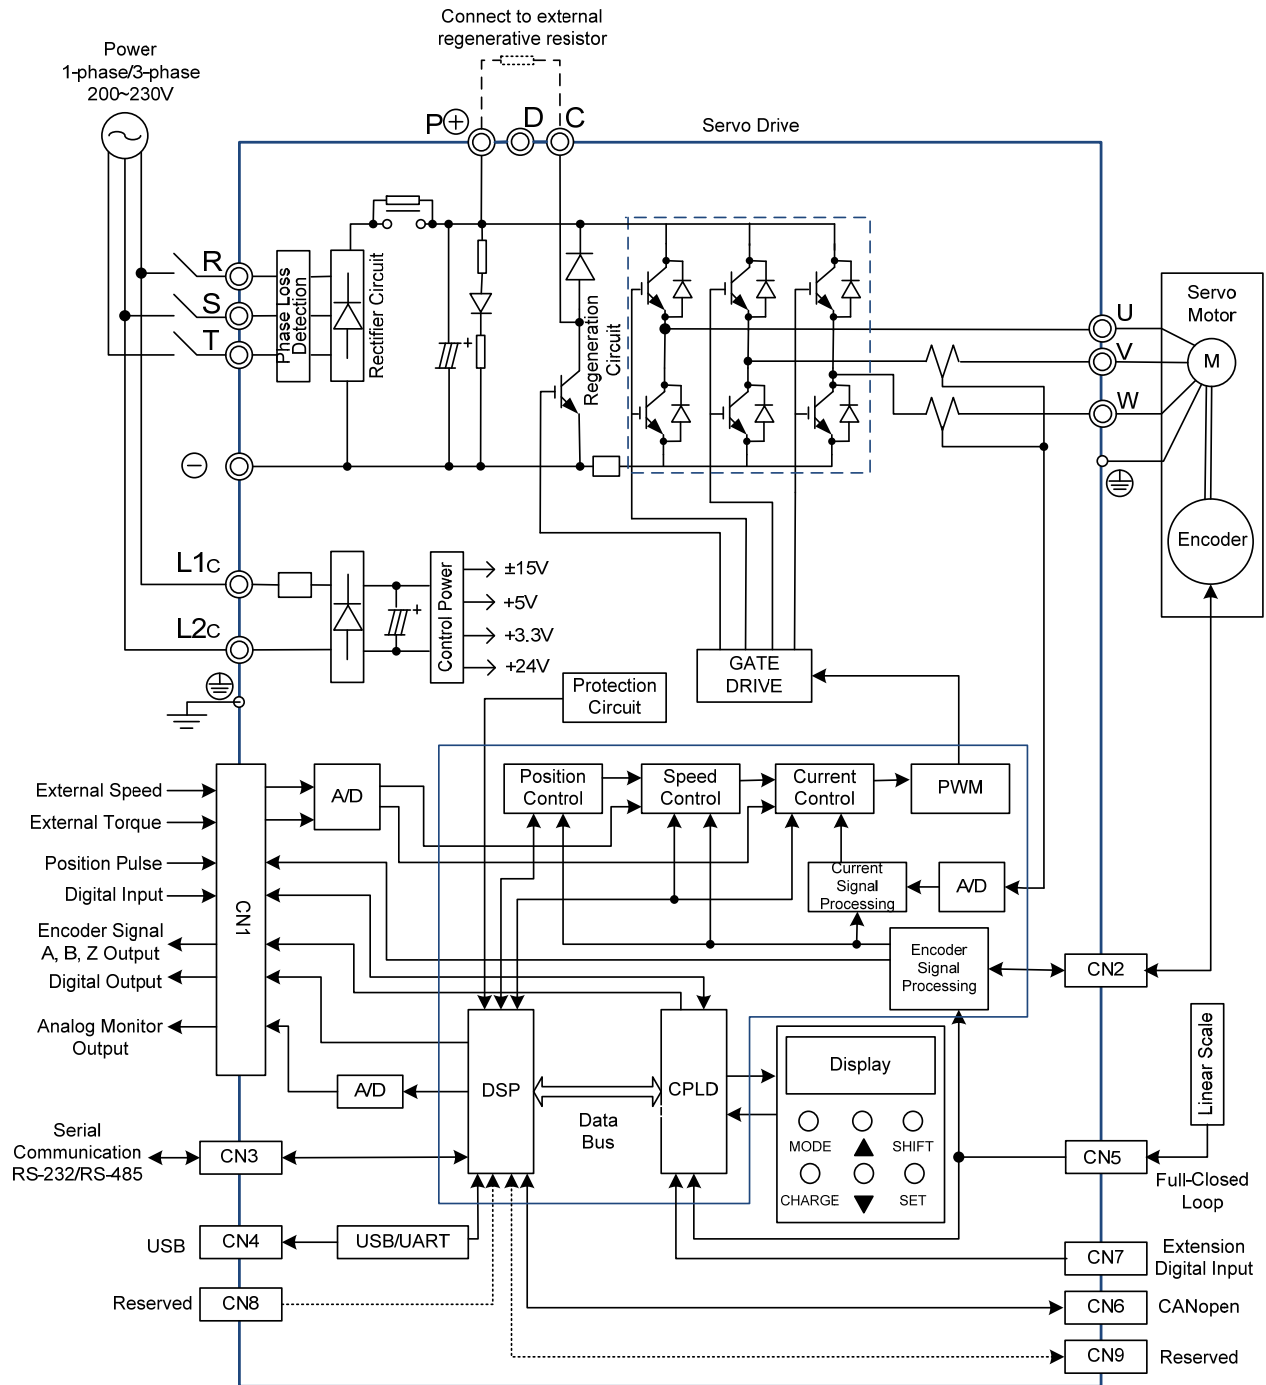 Connect to external
regenerative resistor
Power
1-phase/3-phase
200~230V
P
D
C
Servo Drive
R
S
T
Phase Loss
Detection
Rectifier Circuit
+
Regeneration
Circuit
U
V
W
Servo
Motor
M
Encoder
L1C
L2C
+
Control Power
±15V
+5V
+3.3V
+24V
GATE
DRIVE
Protection
Circuit
External Speed
External Torque
Position Pulse
Digital Input
Encoder Signal
A, B, Z Output
Digital Output
Analog Monitor
Output
CN1
A/D
Position
Control
Speed
Control
Current
Control
PWM
Current
Signal
Processing
A/D
Encoder
Signal
Processing
CN2
A/D
DSP
Data
Bus
CPLD
Display
MODE
SHIFT
CHARGE
SET
Linear Scale
Serial
Communication
RS-232/RS-485
CN3
CN5
Full-Closed
Loop
USB
CN4
USB/UART
CN7
Extension
Digital Input
Reserved
CN8
CN6
CANopen
CN9
Reserved